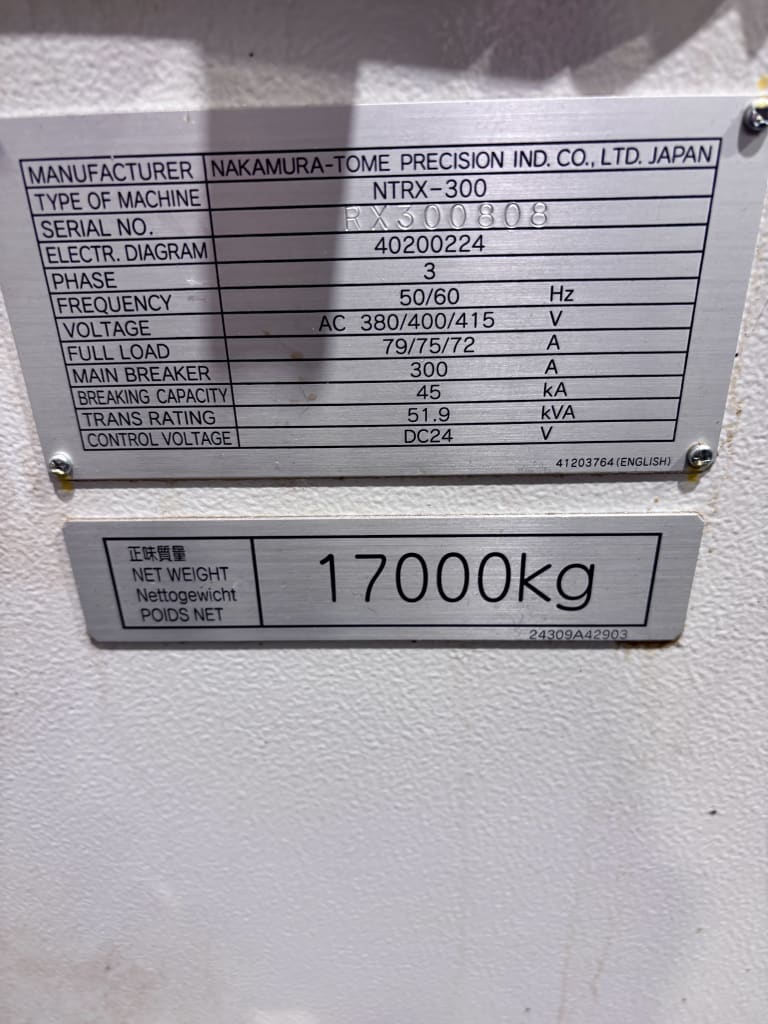 MANUFACTURER NAKAMURA-TOME PRECISION IND. CO., LTD. JAPAN
TYPE OF MACHINE NTRX-300
SERIAL NO. RX300808
ELECTR. DIAGRAM 40200224
PHASE 3
FREQUENCY 50/60 Hz
VOLTAGE AC 380/400/415 V
FULL LOAD 79/75/72 A
MAIN BREAKER 300 A
BREAKING CAPACITY 45 kA
TRANS RATING 51.9 kVA
CONTROL VOLTAGE DC24 V
41203764(ENGLISH)
正味質量
NET WEIGHT
Nettogewicht
POIDS NET
17000kg
24309A42903